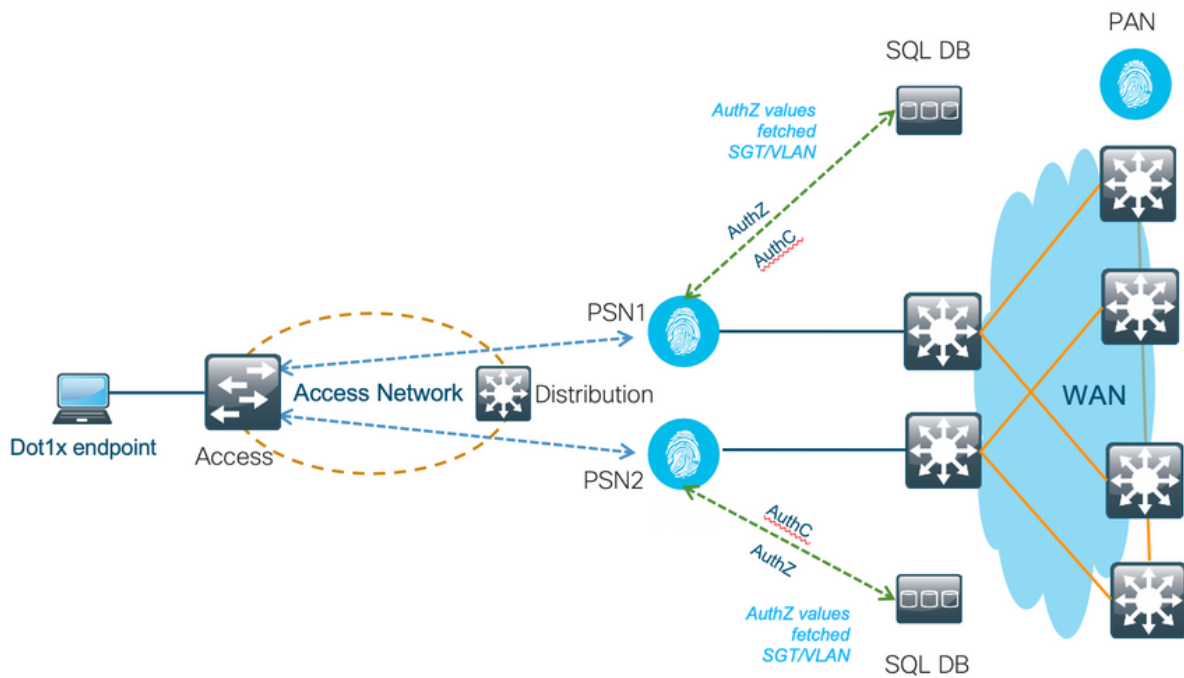 PAN
SQL DB
AuthZ values
fetched
SGT/VLAN
AuthZ
AuthC
PSN1
Access Network
Distribution
WAN
Dot1x endpoint
Access
PSN2
AuthC
AuthZ
AuthZ values
fetched
SGT/VLAN
SQL DB